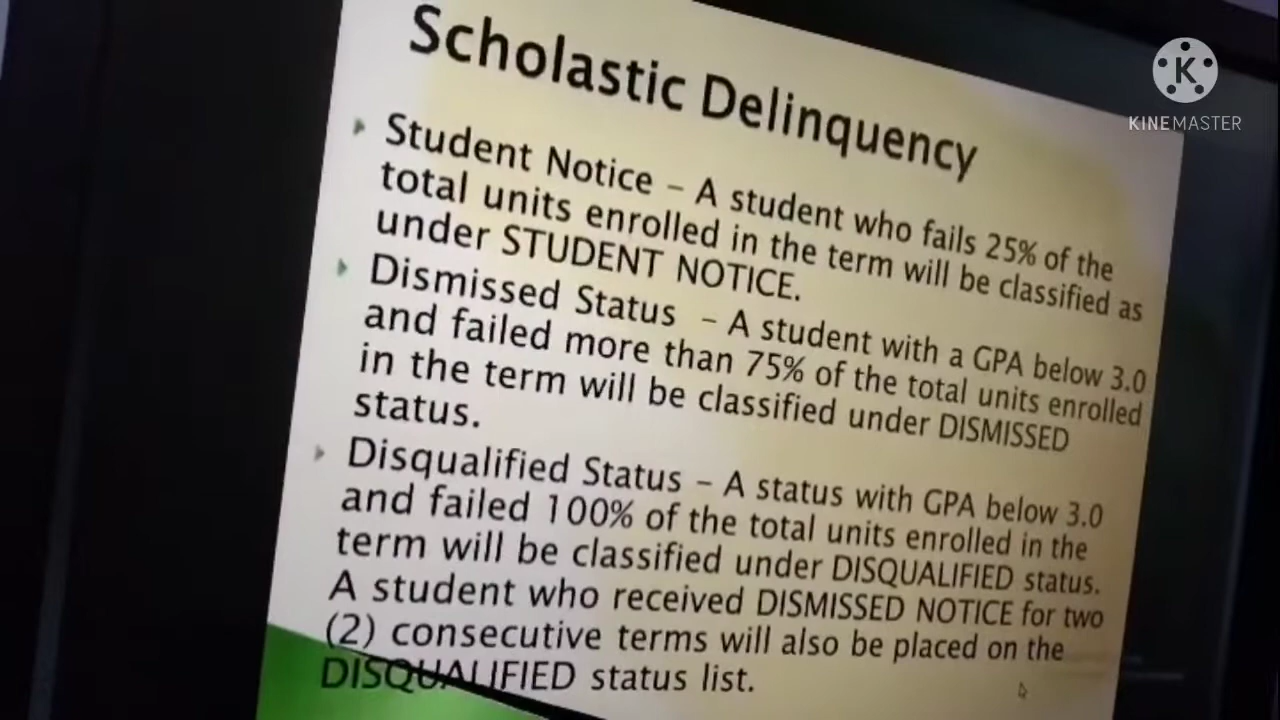 Scholastic Delinquency
Student Notice – A student who fails 25% of the
total units enrolled in the term will be classified as
under STUDENT NOTICE.
Dismissed Status – A student with a GPA below 3.0
and failed more than 75% of the total units enrolled
in the term will be classified under DISMISSED
status.
Disqualified Status – A status with GPA below 3.0
and failed 100% of the total units enrolled in the
term will be classified under DISQUALIFIED status.
A student who received DISMISSED NOTICE for two
(2) consecutive terms will also be placed on the
DISQUALIFIED status list.
K
KINEMASTER